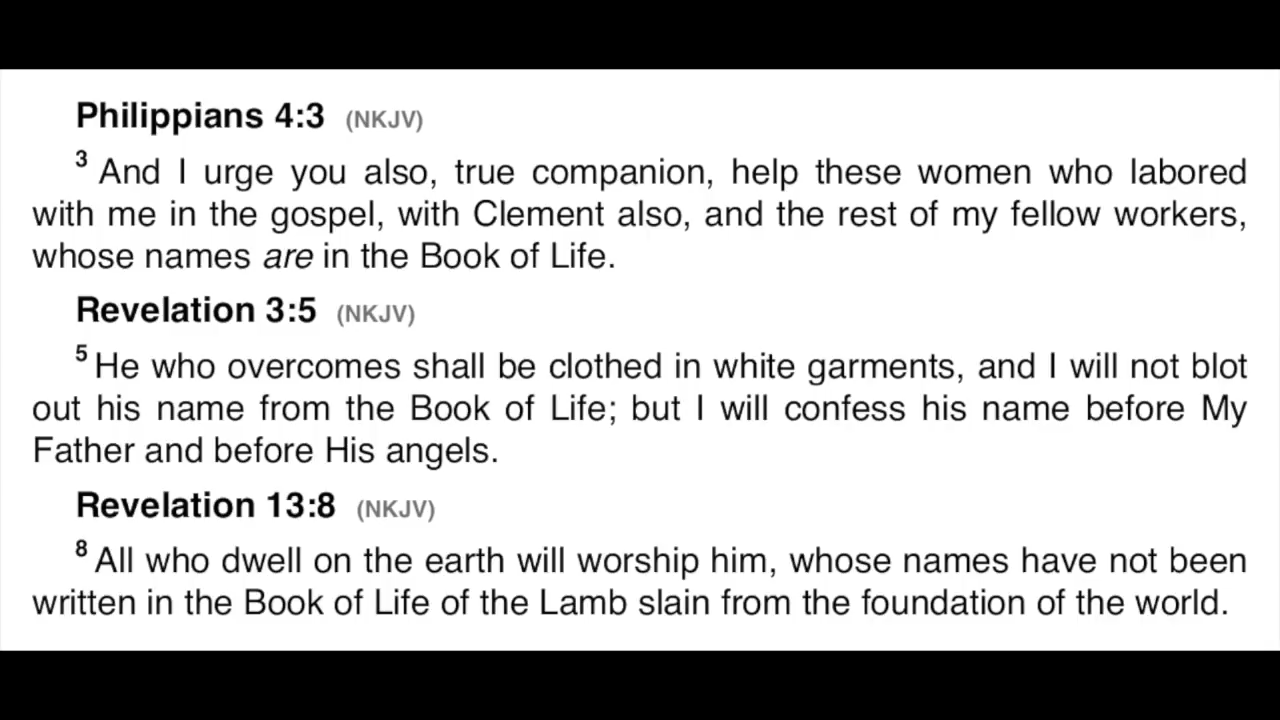 Philippians 4:3 (NKJV)
3 And I urge you also, true companion, help these women who labored
with me in the gospel, with Clement also, and the rest of my fellow workers,
whose names are in the Book of Life.
Revelation 3:5 (NKJV)
5 He who overcomes shall be clothed in white garments, and I will not blot
out his name from the Book of Life; but I will confess his name before My
Father and before His angels.
Revelation 13:8 (NKJV)
8 All who dwell on the earth will worship him, whose names have not been
written in the Book of Life of the Lamb slain from the foundation of the world.